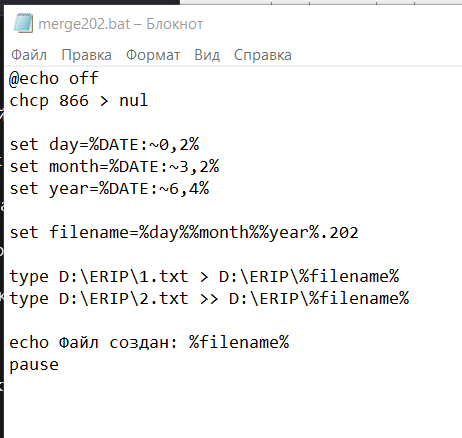 merge202.bat – Блокнот
Файл Правка Формат Вид Справка
@echo off
chcp 866 > nul
set day=%DATE:~0,2%
set month=%DATE:~3,2%
set year=%DATE:~6,4%
set filename=%day%%month%%year%.202
type D:\ERIP\1.txt > D:\ERIP\%filename%
type D:\ERIP\2.txt >> D:\ERIP\%filename%
echo Файл создан: %filename%
pause